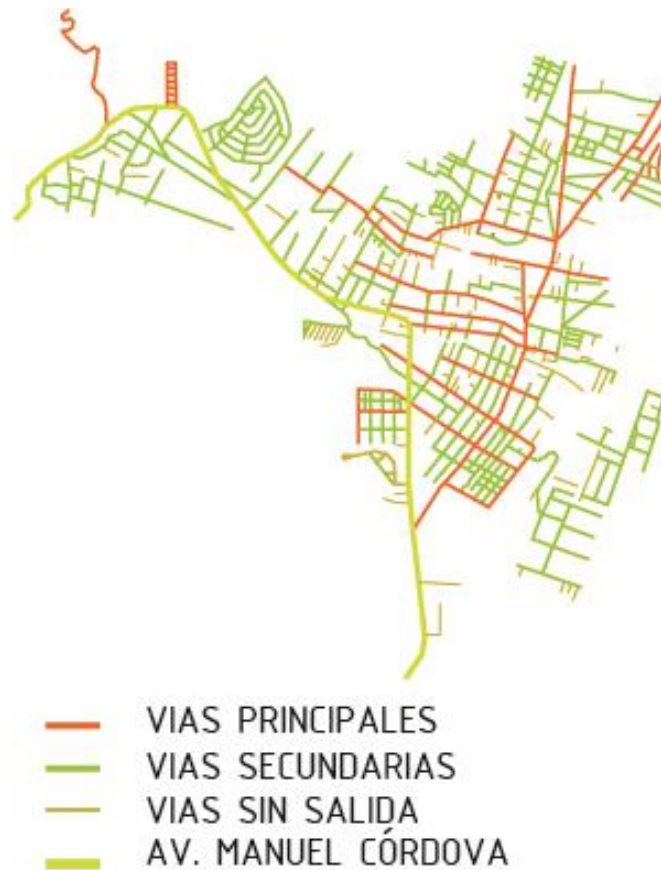 VIAS PRINCIPALES
VIAS SECUNDARIAS
VIAS SIN SALIDA
AV. MANUEL CÓRDOVA